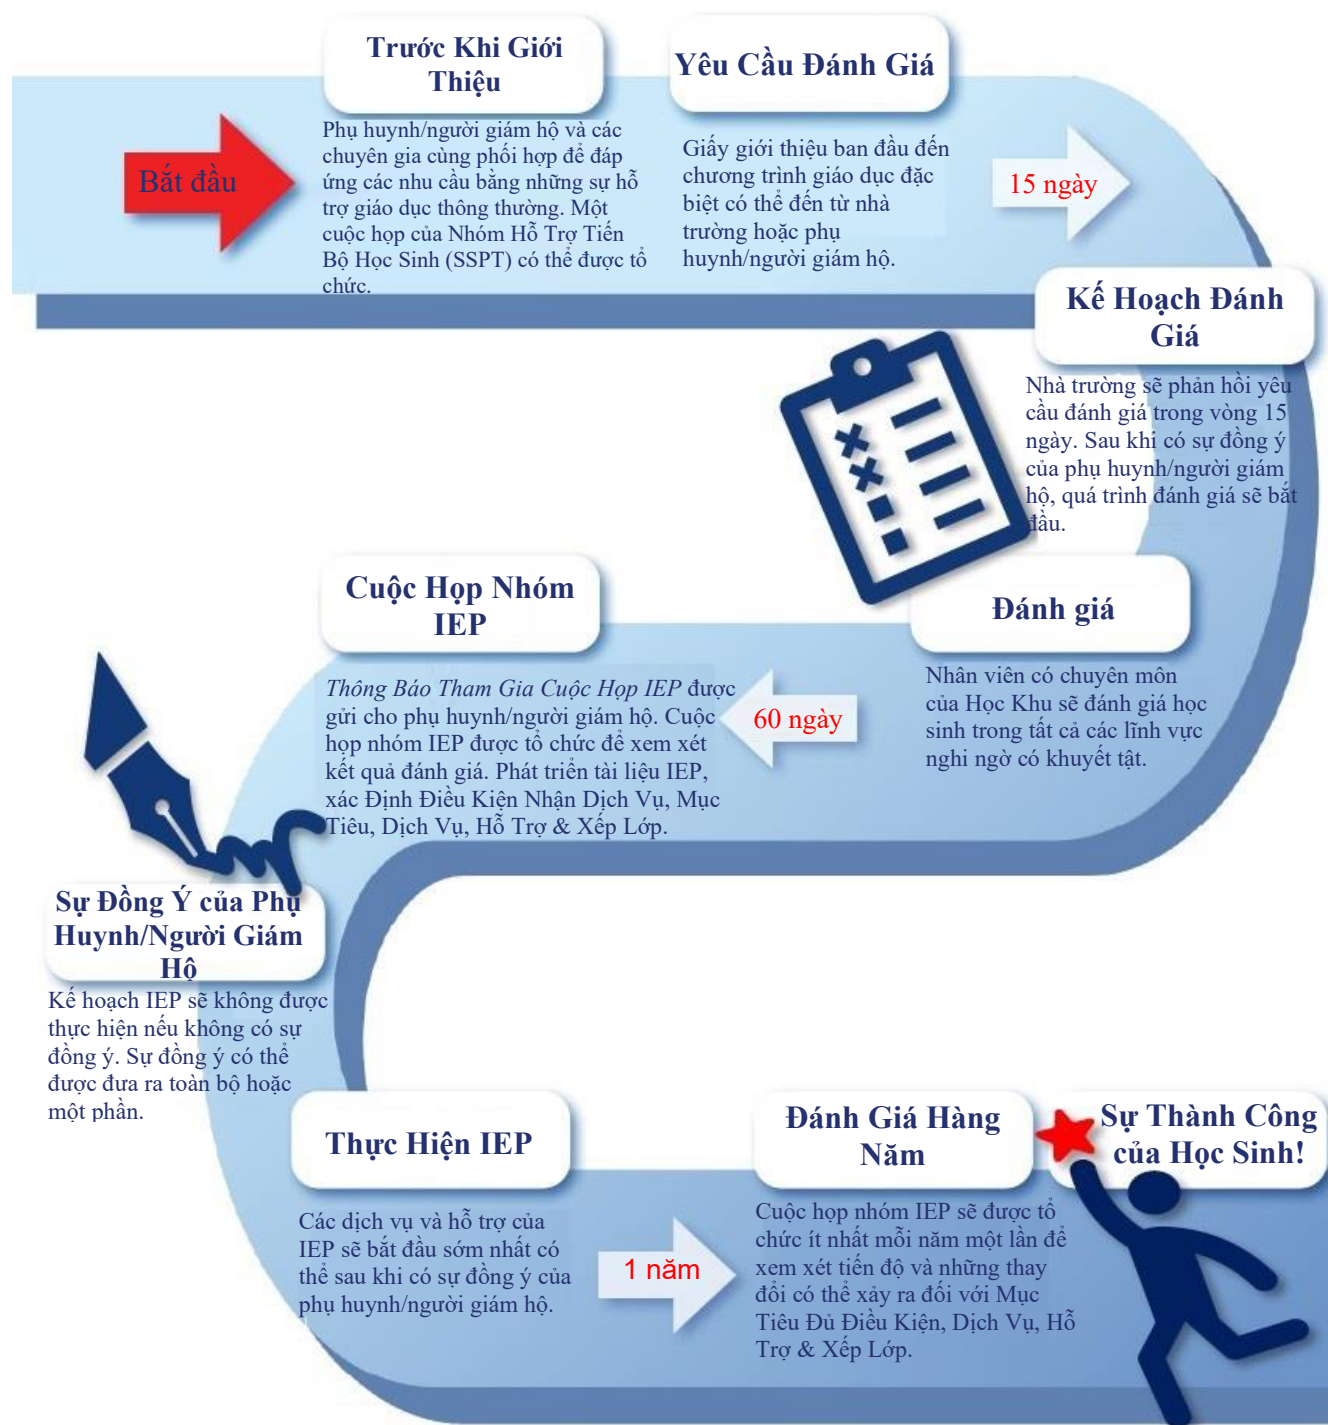 Bắt đầu
Trước Khi Giới
Thiệu
Phụ huynh/người giám hộ và các
chuyên gia cùng phối hợp để đáp
ứng các nhu cầu bằng những sự hỗ
trợ giáo dục thông thường. Một
cuộc họp của Nhóm Hỗ Trợ Tiến
Bộ Học Sinh (SSPT) có thể được tổ
chức.
Yêu Cầu Đánh Giá
Giấy giới thiệu ban đầu đến
chương trình giáo dục đặc
biệt có thể đến từ nhà
trường hoặc phụ
huynh/người giám hộ.
15 ngày
Kế Hoạch Đánh
Giá
Nhà trường sẽ phản hồi yêu
cầu đánh giá trong vòng 15
ngày. Sau khi có sự đồng ý
của phụ huynh/người giám
hộ, quá trình đánh giá sẽ bắt
đầu.
Đánh giá
Nhân viên có chuyên môn
của Học Khu sẽ đánh giá học
sinh trong tất cả các lĩnh vực
nghi ngờ có khuyết tật.
60 ngày
Cuộc Họp Nhóm
IEP
Thông Báo Tham Gia Cuộc Họp IEP được
gửi cho phụ huynh/người giám hộ. Cuộc
họp nhóm IEP được tổ chức để xem xét
kết quả đánh giá. Phát triển tài liệu IEP,
xác Định Điều Kiện Nhận Dịch Vụ, Mục
Tiêu, Dịch Vụ, Hỗ Trợ & Xếp Lớp.
Sự Đồng Ý của Phụ
Huynh/Người Giám
Hộ
Kế hoạch IEP sẽ không được
thực hiện nếu không có sự
đồng ý. Sự đồng ý có thể
được đưa ra toàn bộ hoặc
một phần.
Thực Hiện IEP
Các dịch vụ và hỗ trợ của
IEP sẽ bắt đầu sớm nhất có
thể sau khi có sự đồng ý của
phụ huynh/người giám hộ.
1 năm
Đánh Giá Hàng
Năm
Cuộc họp nhóm IEP sẽ được tổ
chức ít nhất mỗi năm một lần để
xem xét tiến độ và những thay
đổi có thể xảy ra đối với Mục
Tiêu Đủ Điều Kiện, Dịch Vụ, Hỗ
Trợ & Xếp Lớp.
Sự Thành Công
của Học Sinh!